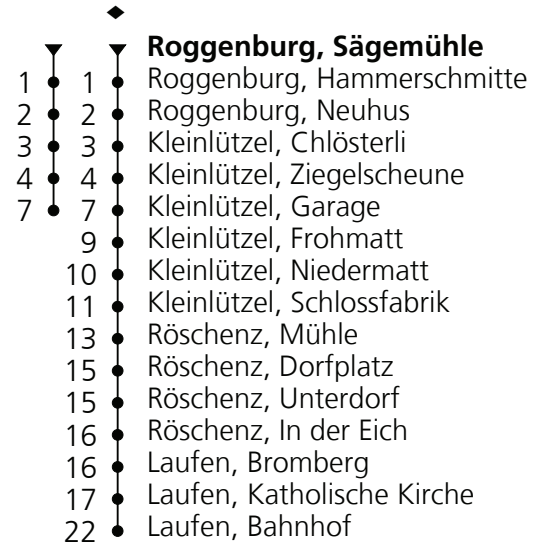 Roggenburg, Sägemühle
1 1 Roggenburg, Hammerschmitte
2 2 Roggenburg, Neuhus
3 3 Kleinlützel, Chlösterli
4 4 Kleinlützel, Ziegelscheune
7 7 Kleinlützel, Garage
9 Kleinlützel, Frohmatt
10 Kleinlützel, Niedermatt
11 Kleinlützel, Schlossfabrik
13 Röschenz, Mühle
15 Röschenz, Dorfplatz
15 Röschenz, Unterdorf
16 Röschenz, In der Eich
16 Laufen, Bromberg
17 Laufen, Katholische Kirche
22 Laufen, Bahnhof